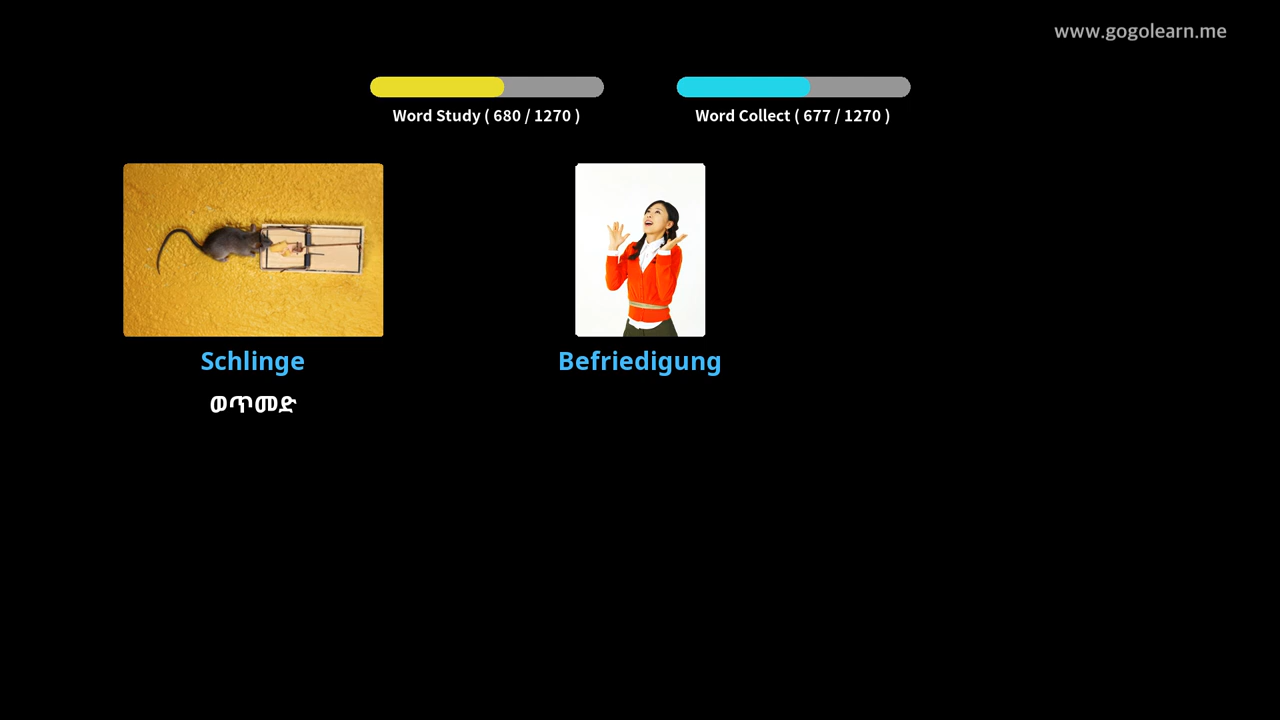 www.gogolearn.me
Word Study ( 680 / 1270 )
Word Collect ( 677 / 1270 )
Schlinge
Befriedigung
ወጥመድ